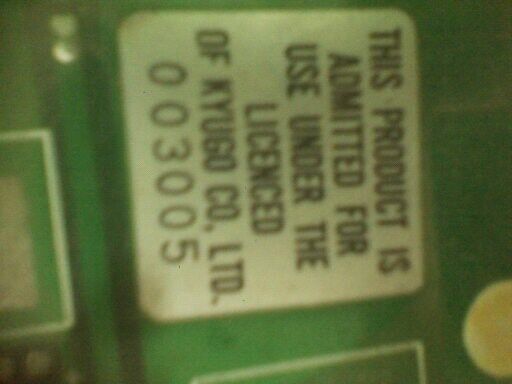 THIS PRODUCT IS
ADMITTED FOR
USE UNDER THE
LICENCED
OF KYUGO CO., LTD.
003005